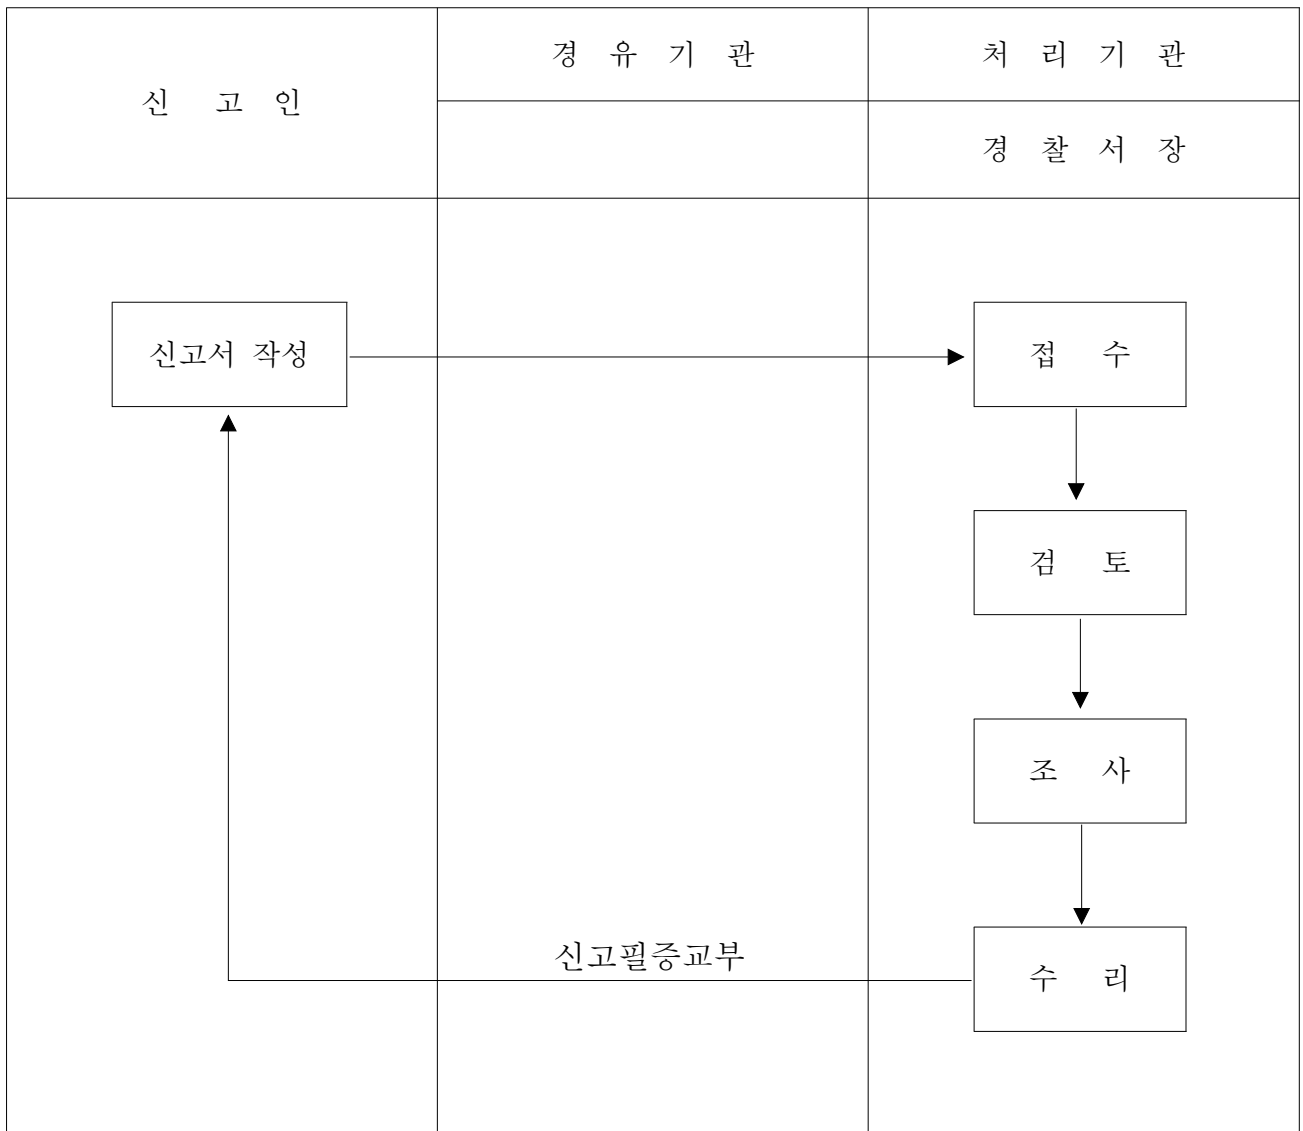 신 고 인
경 유 기 관
처 리 기 관
경 찰 서 장
신고서 작성
접 수
검 토
조 사
수 리
신고필증교부